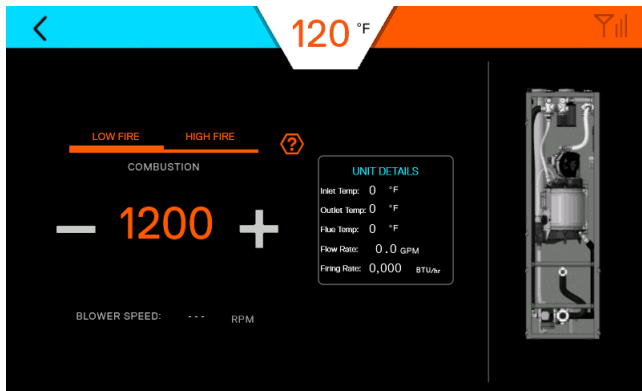 120 °F
LOW FIRE HIGH FIRE
?
COMBUSTION
1200
UNIT DETAILS
Inlet Temp: 0 °F
Outlet Temp: 0 °F
Flue Temp: 0 °F
Flow Rate: 0.0 GPM
Firing Rate: 0,000 BTU/hr
BLOWER SPEED: --- RPM